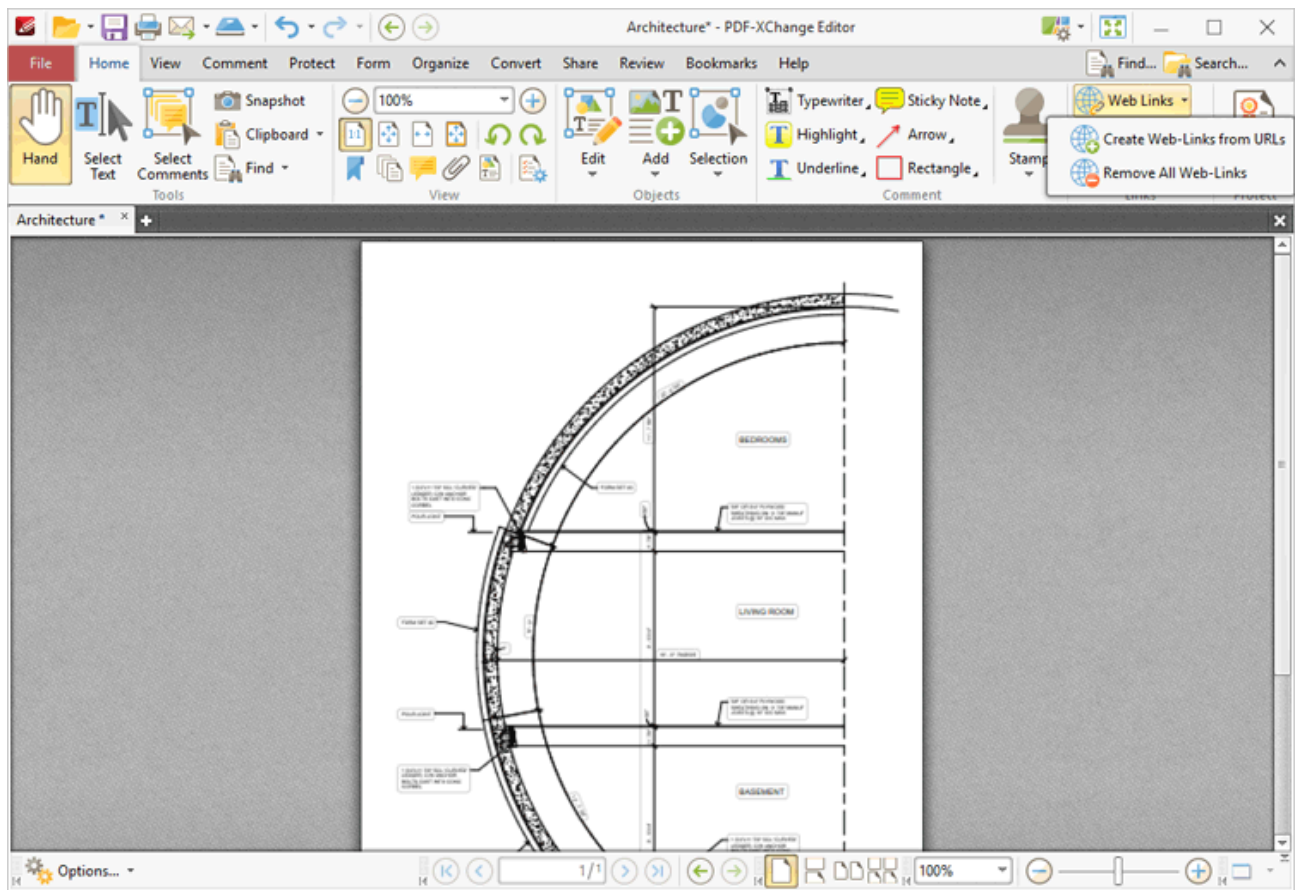 Architecture* - PDF-XChange Editor
File Home View Comment Protect Form Organize Convert Share Review Bookmarks Help Find... Search...
Snapshot 100% Typewriter Sticky Note Web Links
Clipboard Highlight Arrow Create Web-Links from URLs
Hand Select Text Select Comments Find Edit Add Selection Underline Rectangle Stamp Remove All Web-Links
Tools View Objects Comment Links Protect
Architecture *
BEDROOMS
LIVING ROOM
BASEMENT
Options... 1/1 100%